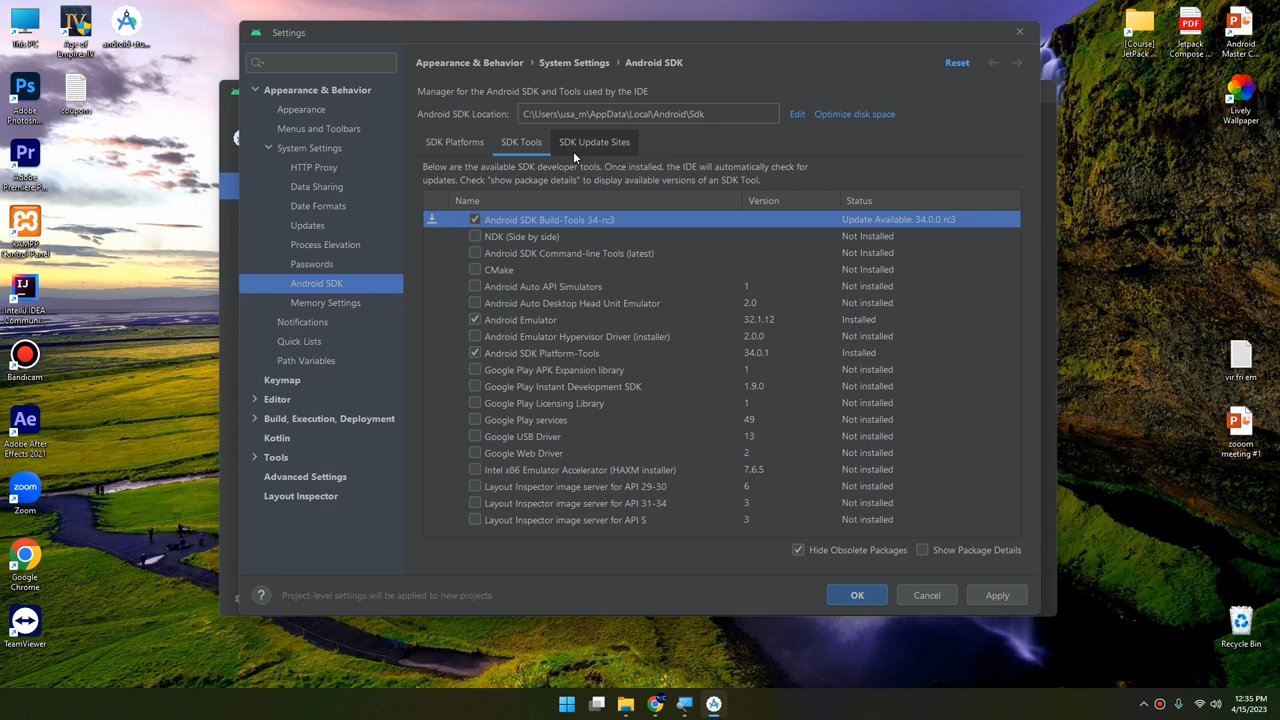 This PC
Age of
Empires IV
android-stu...
Adobe
Photosh...
coupons
Adobe
Premiere P...
XAMPP
Control Panel
IntelliJ IDEA
Communi...
Bandicam
Adobe After
Effects 2021
Zoom
Google
Chrome
TeamViewer
Settings
Appearance & Behavior
Appearance
Menus and Toolbars
System Settings
HTTP Proxy
Data Sharing
Date Formats
Updates
Process Elevation
Passwords
Android SDK
Memory Settings
Notifications
Quick Lists
Path Variables
Keymap
Editor
Build, Execution, Deployment
Kotlin
Tools
Advanced Settings
Layout Inspector
Appearance & Behavior › System Settings › Android SDK
Reset
Manager for the Android SDK and Tools used by the IDE
Android SDK Location: C:\Users\usa_m\AppData\Local\Android\Sdk Edit Optimize disk space
SDK Platforms SDK Tools SDK Update Sites
Below are the available SDK developer tools. Once installed, the IDE will automatically check for
updates. Check "show package details" to display available versions of an SDK Tool.
Name Version Status
Android SDK Build-Tools 34-rc3 Update Available: 34.0.0 rc3
NDK (Side by side) Not Installed
Android SDK Command-line Tools (latest) Not Installed
CMake Not Installed
Android Auto API Simulators 1 Not installed
Android Auto Desktop Head Unit Emulator 2.0 Not installed
Android Emulator 32.1.12 Installed
Android Emulator Hypervisor Driver (installer) 2.0.0 Not installed
Android SDK Platform-Tools 34.0.1 Installed
Google Play APK Expansion library 1 Not installed
Google Play Instant Development SDK 1.9.0 Not installed
Google Play Licensing Library 1 Not installed
Google Play services 49 Not installed
Google USB Driver 13 Not installed
Google Web Driver 2 Not installed
Intel x86 Emulator Accelerator (HAXM installer) 7.6.5 Not installed
Layout Inspector image server for API 29-30 6 Not installed
Layout Inspector image server for API 31-34 3 Not installed
Layout Inspector image server for API S 3 Not installed
Hide Obsolete Packages Show Package Details
? Project-level settings will be applied to new projects
OK Cancel Apply
[Course]
JetPack ...
Jetpack
Compose ...
Android
Master C...
Lively
Wallpaper
vir fri em
zooom
meeting #1
Recycle Bin
12:35 PM
4/15/2023